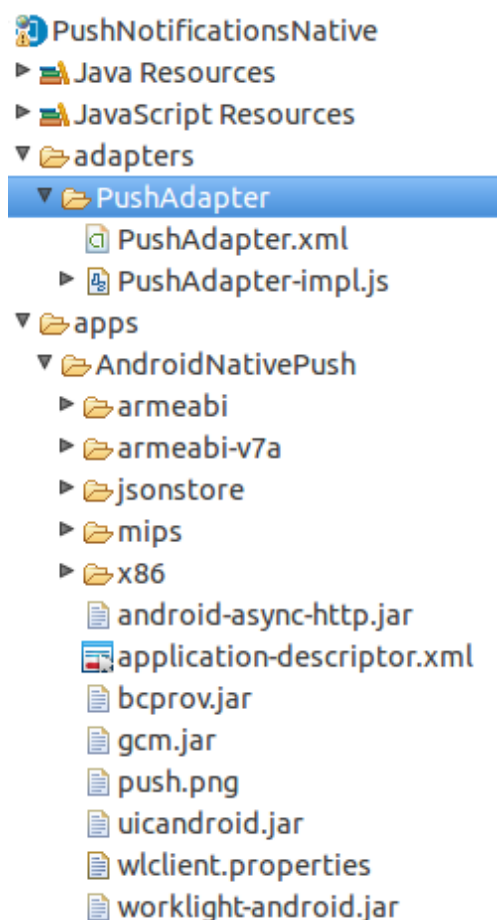 PushNotificationsNative
Java Resources
JavaScript Resources
adapters
PushAdapter
PushAdapter.xml
PushAdapter-impl.js
apps
AndroidNativePush
armeabi
armeabi-v7a
jsonstore
mips
x86
android-async-http.jar
application-descriptor.xml
bcprov.jar
gcm.jar
push.png
uicandroid.jar
wlclient.properties
worklight-android.jar